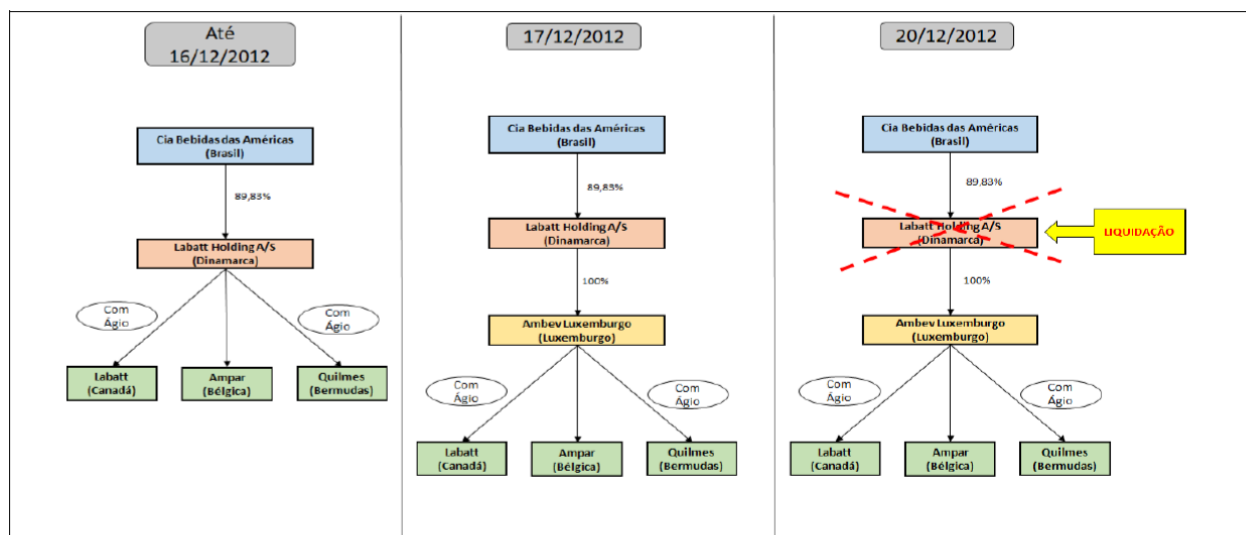 Até
16/12/2012
Cia Bebidas das Américas
(Brasil)
89,83%
Labatt Holding A/S
(Dinamarca)
Com
Ágio
Com
Ágio
Labatt
(Canadá)
Ampar
(Bélgica)
Quilmes
(Bermudas)
17/12/2012
Cia Bebidas das Américas
(Brasil)
89,83%
Labatt Holding A/S
(Dinamarca)
100%
Ambev Luxemburgo
(Luxemburgo)
Com
Ágio
Com
Ágio
Labatt
(Canadá)
Ampar
(Bélgica)
Quilmes
(Bermudas)
20/12/2012
Cia Bebidas das Américas
(Brasil)
89,83%
Labatt Holding A/S
(Dinamarca)
LIQUIDAÇÃO
100%
Ambev Luxemburgo
(Luxemburgo)
Com
Ágio
Com
Ágio
Labatt
(Canadá)
Ampar
(Bélgica)
Quilmes
(Bermudas)